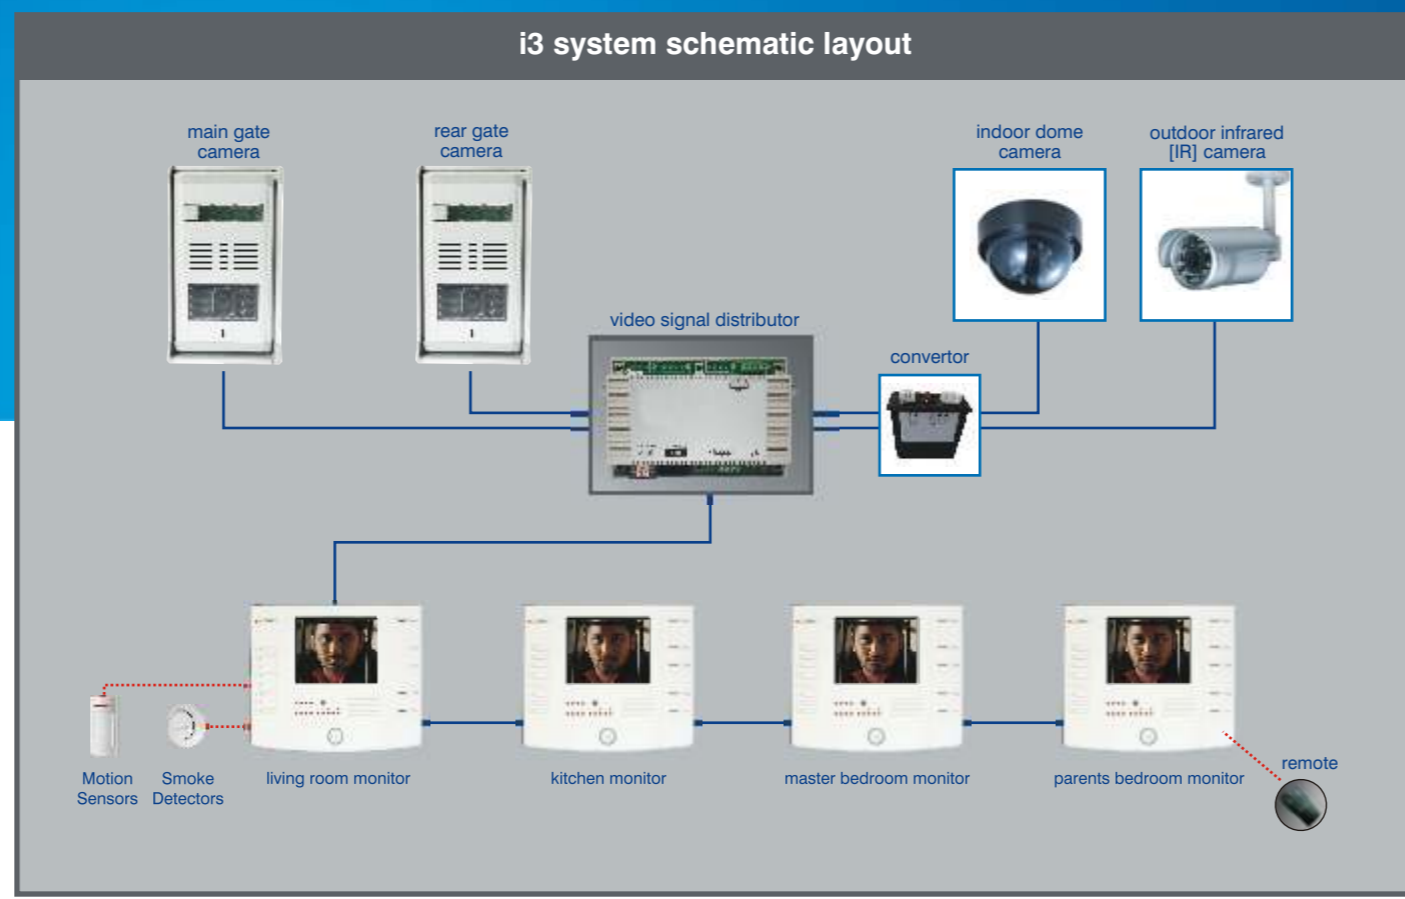 i3 system schematic layout
main gate
camera
rear gate
camera
indoor dome
camera
outdoor infrared
[IR] camera
video signal distributor
convertor
Motion
Sensors
Smoke
Detectors
living room monitor
kitchen monitor
master bedroom monitor
parents bedroom monitor
remote